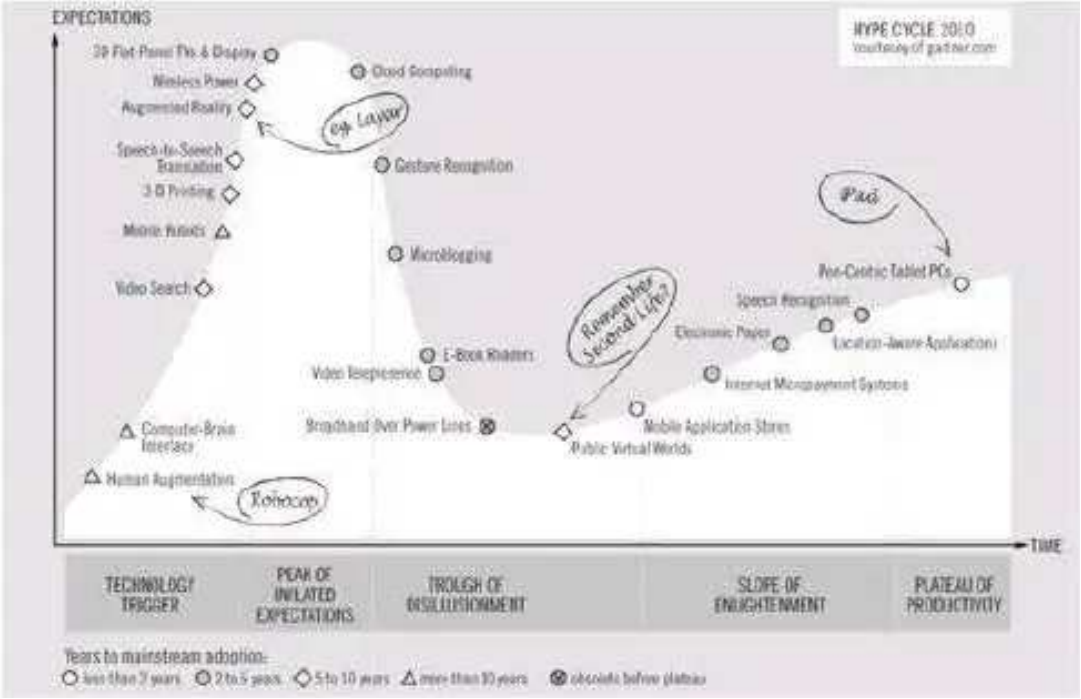 EXPECTATIONS
HYPE CYCLE 2010
courtesey of gartner.com
3D Flat-Panel TVs & Display
Cloud Computing
Wireless Power
Augmented Reality
eg. Layar
Speech-to-Speech
Translation
Gesture Recognition
3-D Printing
iPad
Mobile Robots
Microblogging
Pen-Centric Tablet PCs
Video Search
Speech Recognition
Remember
Second Life?
Electronic Paper
Location-Aware Applications
E-Book Readers
Video Telepresence
Internet Micropayment Systems
Mobile Application Stores
Broadband Over Power Lines
Computer-Brain
Interface
Public Virtual Worlds
Human Augmentation
Robocop
TIME
TECHNOLOGY
TRIGGER
PEAK OF
INFLATED
EXPECTATIONS
TROUGH OF
DISILLUSIONMENT
SLOPE OF
ENLIGHTENMENT
PLATEAU OF
PRODUCTIVITY
Years to mainstream adoption:
less than 2 years
2 to 5 years
5 to 10 years
more than 10 years
obsolete before plateau